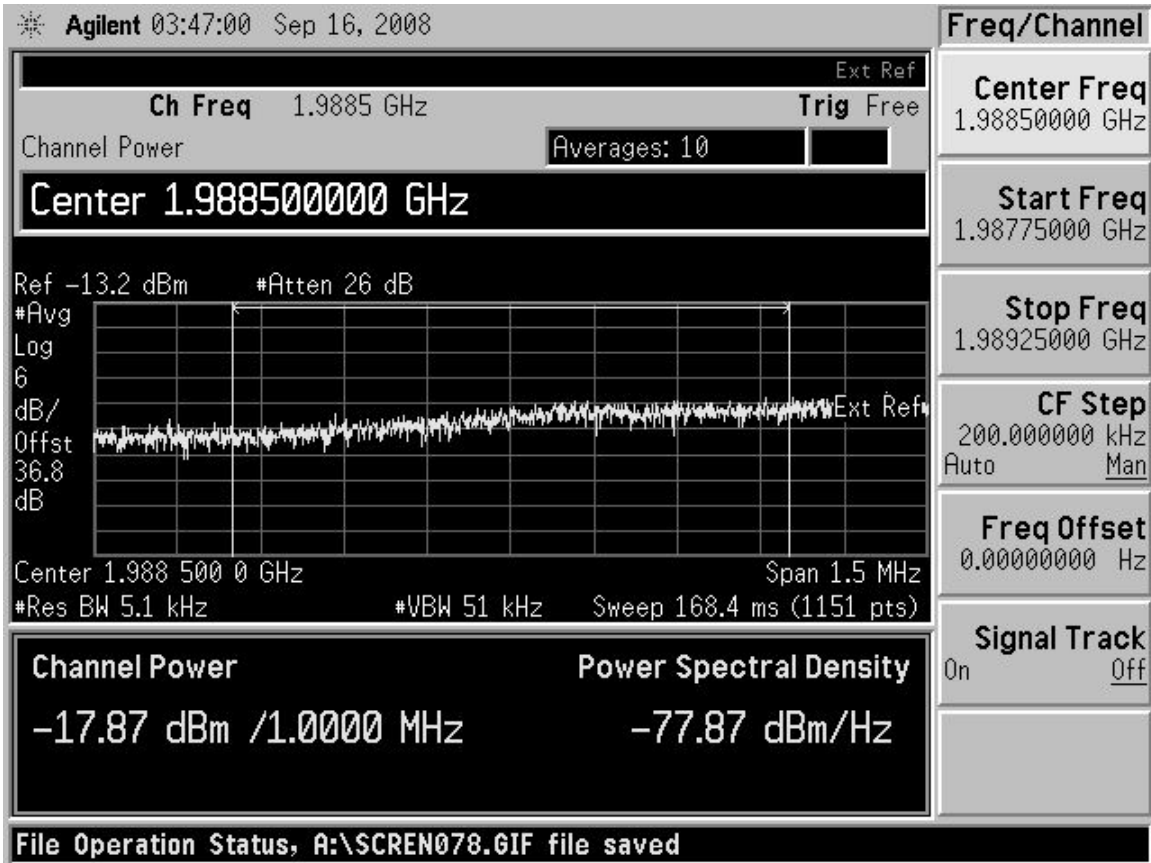 Agilent 03:47:00 Sep 16, 2008
Ext Ref
Ch Freq 1.9885 GHz Trig Free
Channel Power Averages: 10
Center 1.988500000 GHz
Ref -13.2 dBm #Atten 26 dB
#Avg
Log
6
dB/
Offst
36.8
dB
Ext Ref
Center 1.988 500 0 GHz Span 1.5 MHz
#Res BW 5.1 kHz #VBW 51 kHz Sweep 168.4 ms (1151 pts)
Channel Power Power Spectral Density
-17.87 dBm /1.0000 MHz -77.87 dBm/Hz
File Operation Status, A:\SCREN078.GIF file saved
Freq/Channel
Center Freq
1.98850000 GHz
Start Freq
1.98775000 GHz
Stop Freq
1.98925000 GHz
CF Step
200.000000 kHz
Auto Man
Freq Offset
0.00000000 Hz
Signal Track
On Off